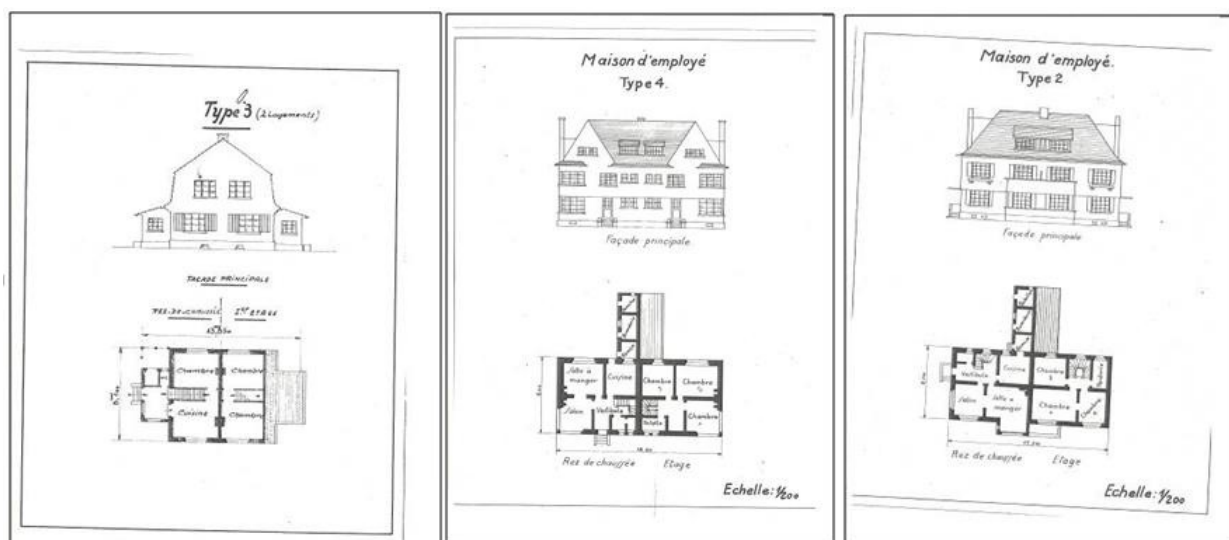 Type 3 (2 Logements)
FAÇADE PRINCIPALE
REZ-DE-CHAUSSÉE 1er ETAGE
Chambre Chambre
Cuisine Chambre
Maison d'employé
Type 4.
Façade principale
Salle à manger
Cuisine
Chambre
Chambre
Salon
Vestibule
Chambre
Rez de chaussée Etage
Echelle: 1/200
Maison d'employé.
Type 2
Façade principale
Vestibule
Cuisine
Chambre
Salon
Salle à manger
Chambre
Chambre
Rez de chaussée Etage
Echelle: 1/200